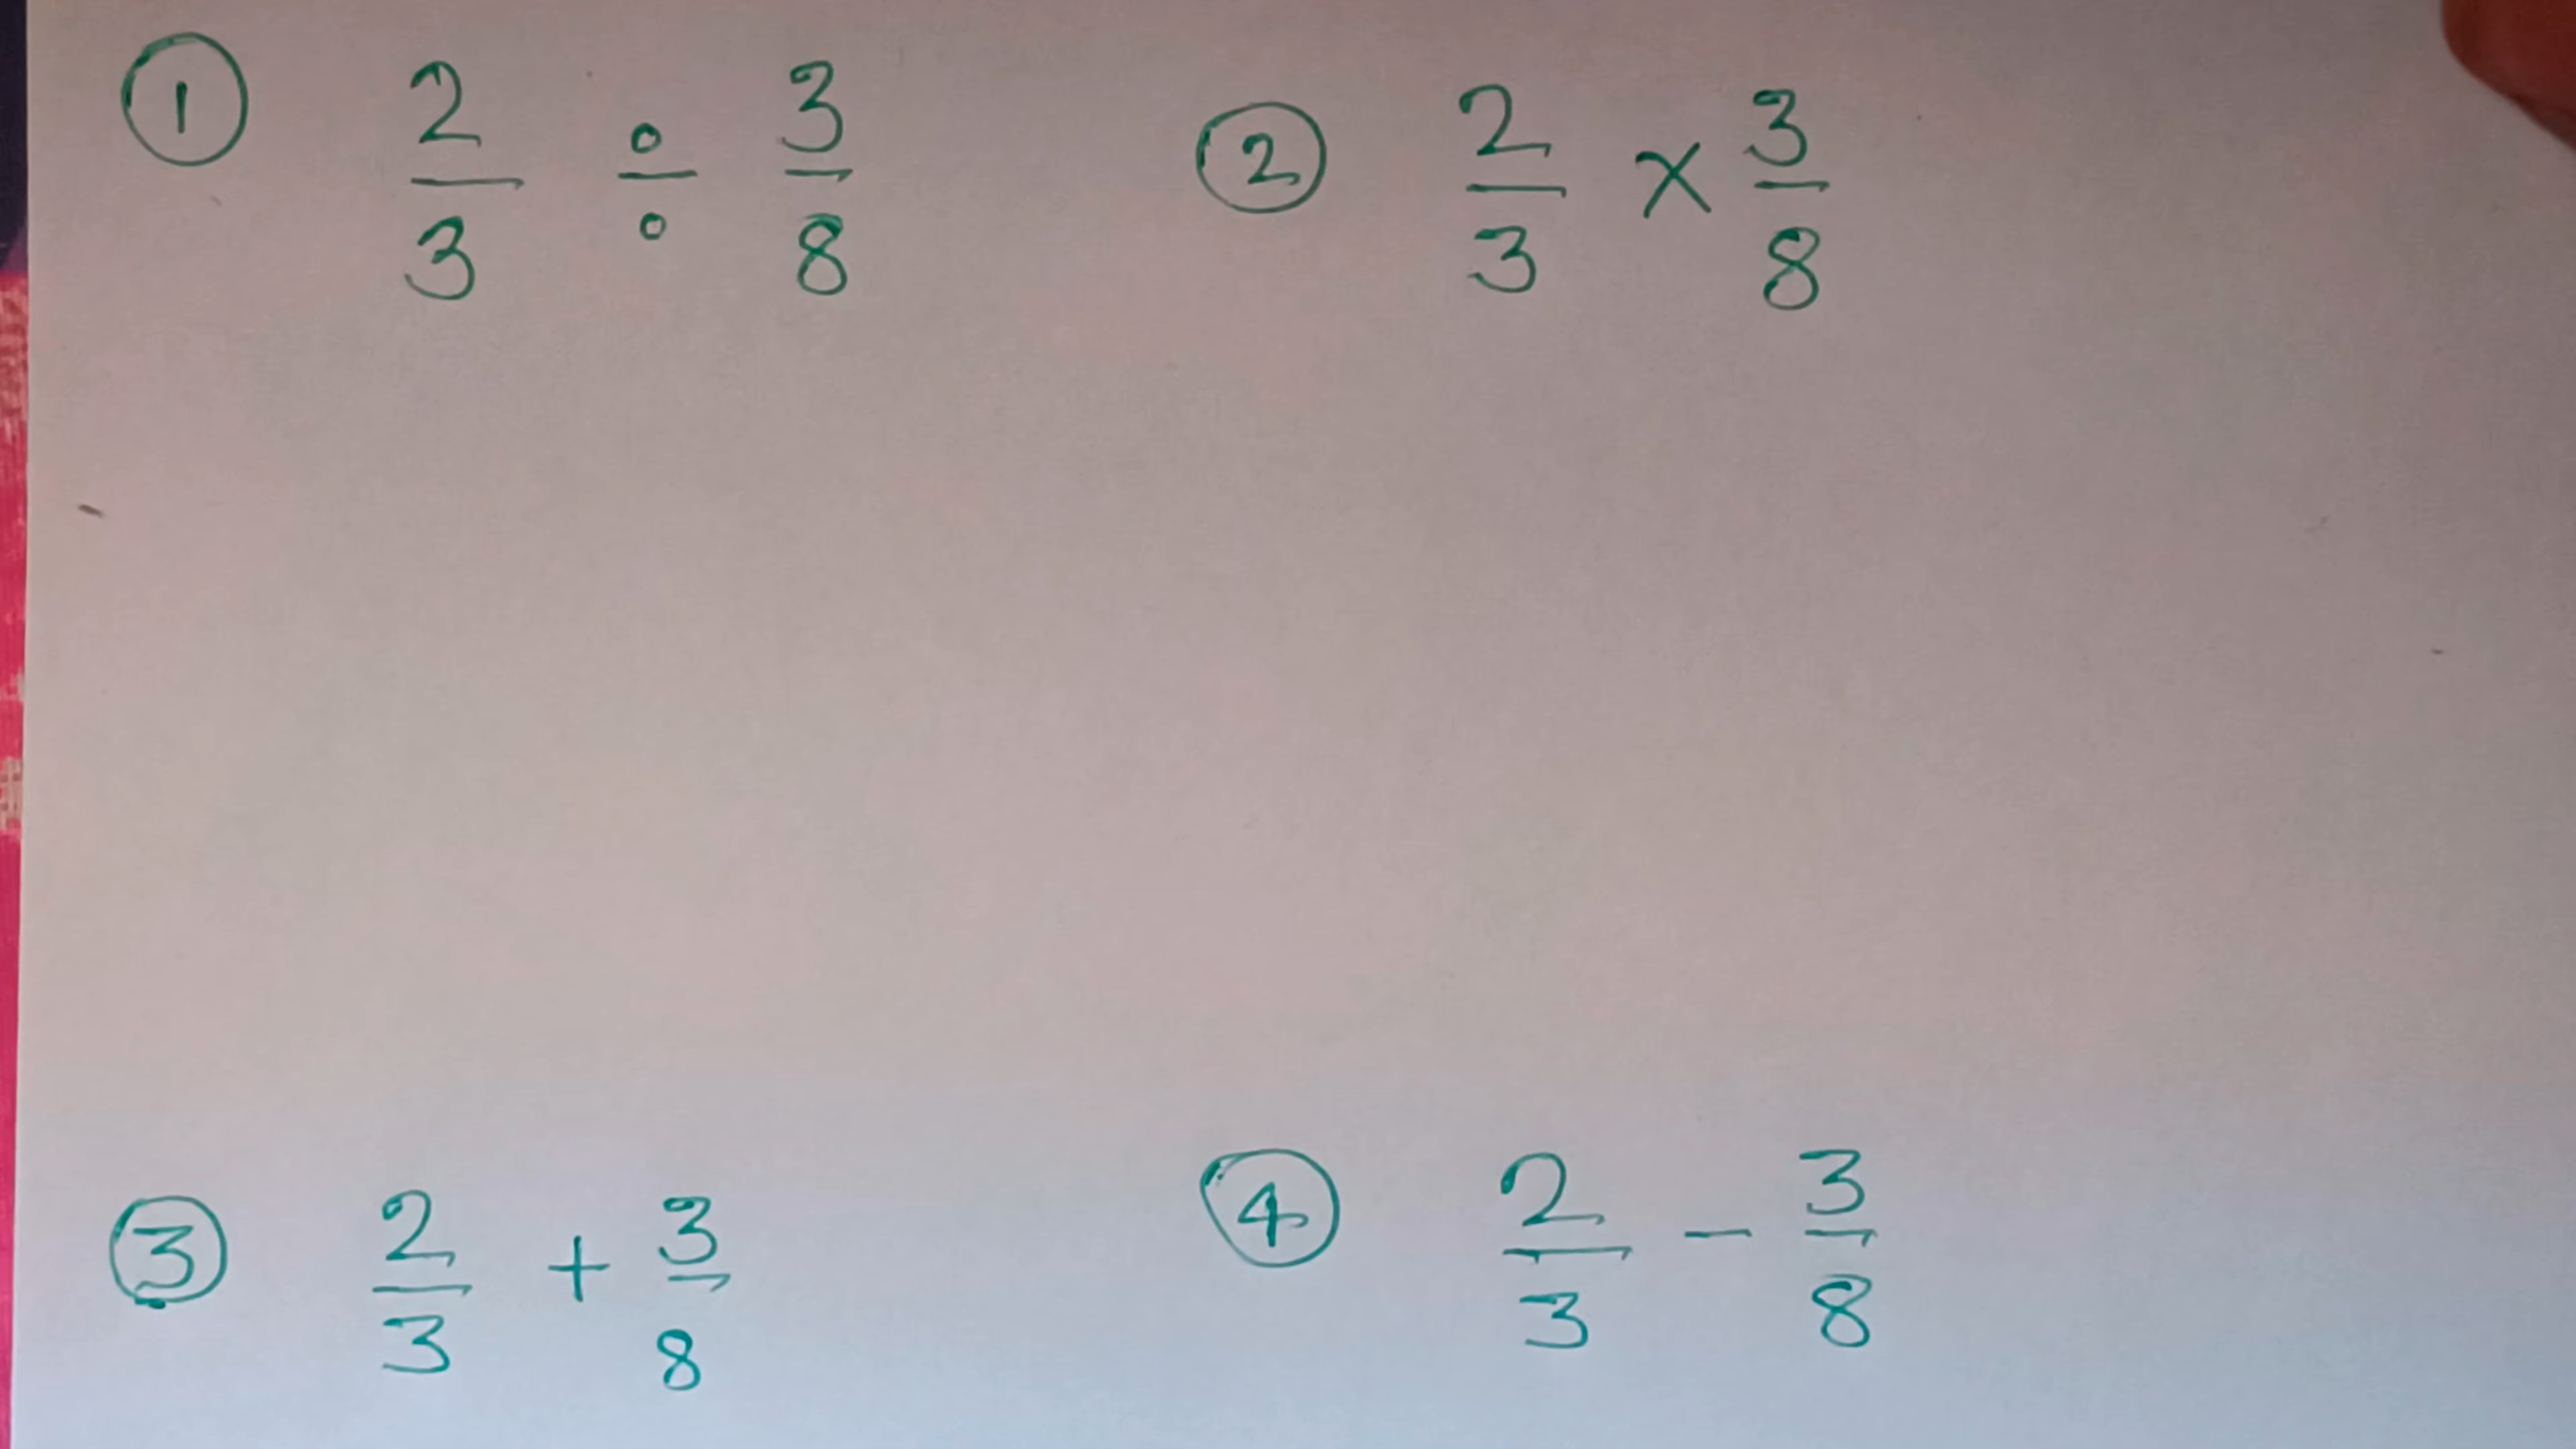 ① 2/3 ÷ 3/8
② 2/3 × 3/8
③ 2/3 + 3/8
④ 2/3 - 3/8